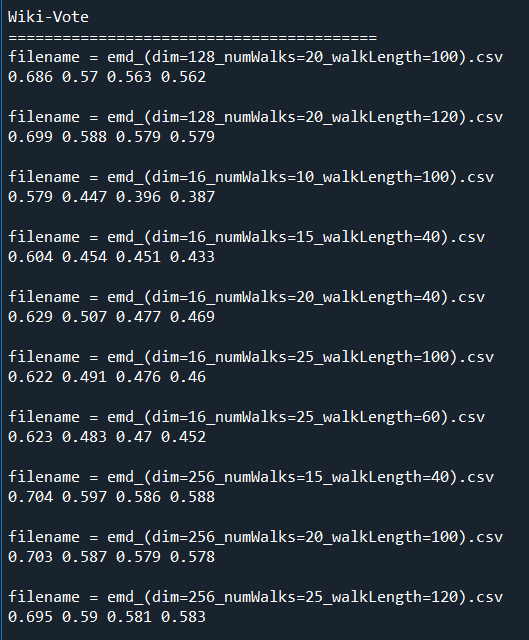 Wiki-Vote
=========================================
filename = emd_(dim=128_numWalks=20_walkLength=100).csv
0.686 0.57 0.563 0.562
filename = emd_(dim=128_numWalks=20_walkLength=120).csv
0.699 0.588 0.579 0.579
filename = emd_(dim=16_numWalks=10_walkLength=100).csv
0.579 0.447 0.396 0.387
filename = emd_(dim=16_numWalks=15_walkLength=40).csv
0.604 0.454 0.451 0.433
filename = emd_(dim=16_numWalks=20_walkLength=40).csv
0.629 0.507 0.477 0.469
filename = emd_(dim=16_numWalks=25_walkLength=100).csv
0.622 0.491 0.476 0.46
filename = emd_(dim=16_numWalks=25_walkLength=60).csv
0.623 0.483 0.47 0.452
filename = emd_(dim=256_numWalks=15_walkLength=40).csv
0.704 0.597 0.586 0.588
filename = emd_(dim=256_numWalks=20_walkLength=100).csv
0.703 0.587 0.579 0.578
filename = emd_(dim=256_numWalks=25_walkLength=120).csv
0.695 0.59 0.581 0.583